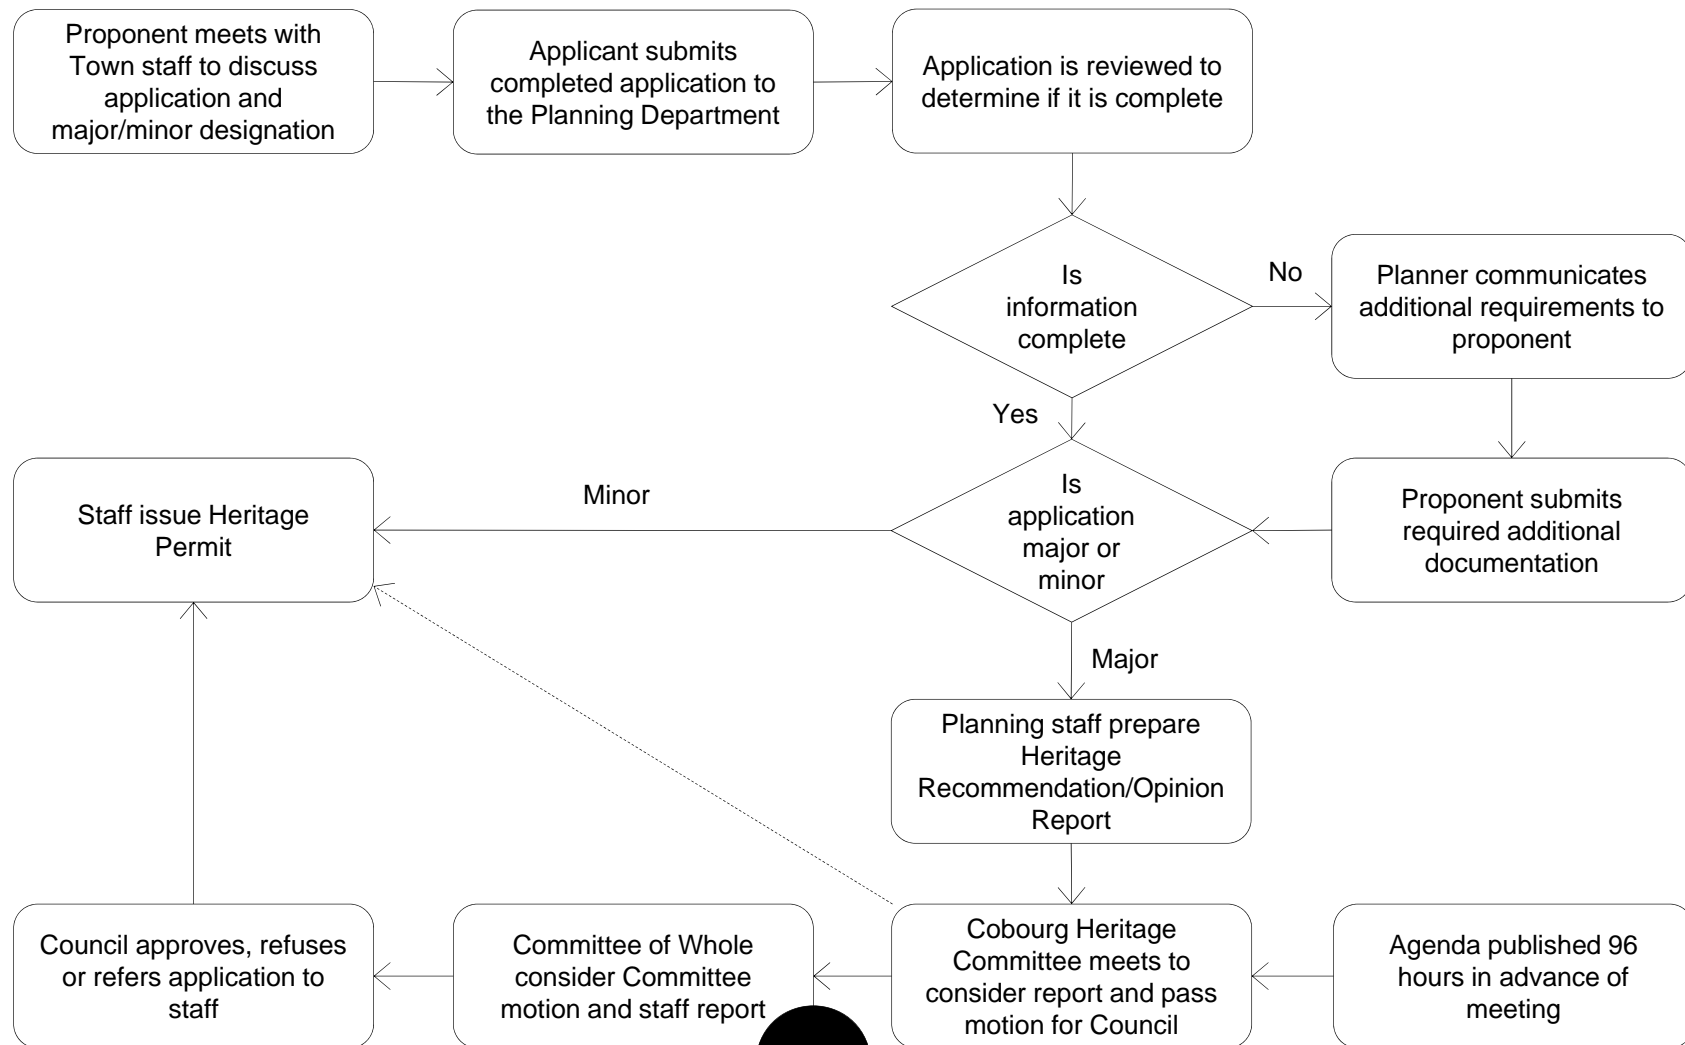 Proponent meets with
Town staff to discuss
application and
major/minor designation
Applicant submits
completed application to
the Planning Department
Application is reviewed to
determine if it is complete
Is
information
complete
No
Planner communicates
additional requirements to
proponent
Yes
Proponent submits
required additional
documentation
Is
application
major or
minor
Minor
Staff issue Heritage
Permit
Major
Planning staff prepare
Heritage
Recommendation/Opinion
Report
Agenda published 96
hours in advance of
meeting
Cobourg Heritage
Committee meets to
consider report and pass
motion for Council
Committee of Whole
consider Committee
motion and staff report
Council approves, refuses
or refers application to
staff